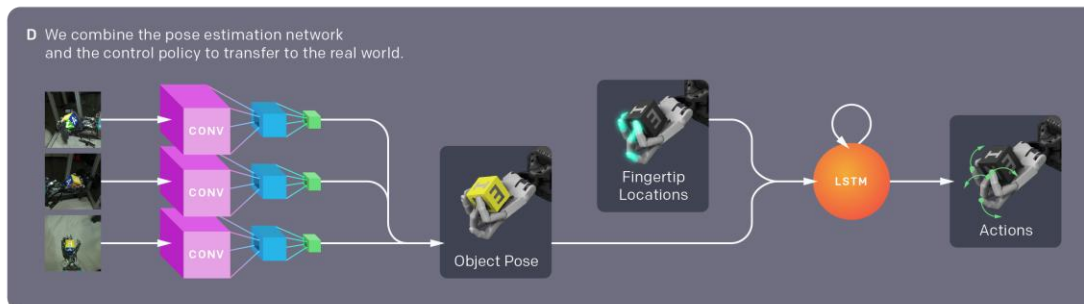 D We combine the pose estimation network
and the control policy to transfer to the real world.
CONV
CONV
CONV
Object Pose
Fingertip
Locations
LSTM
Actions